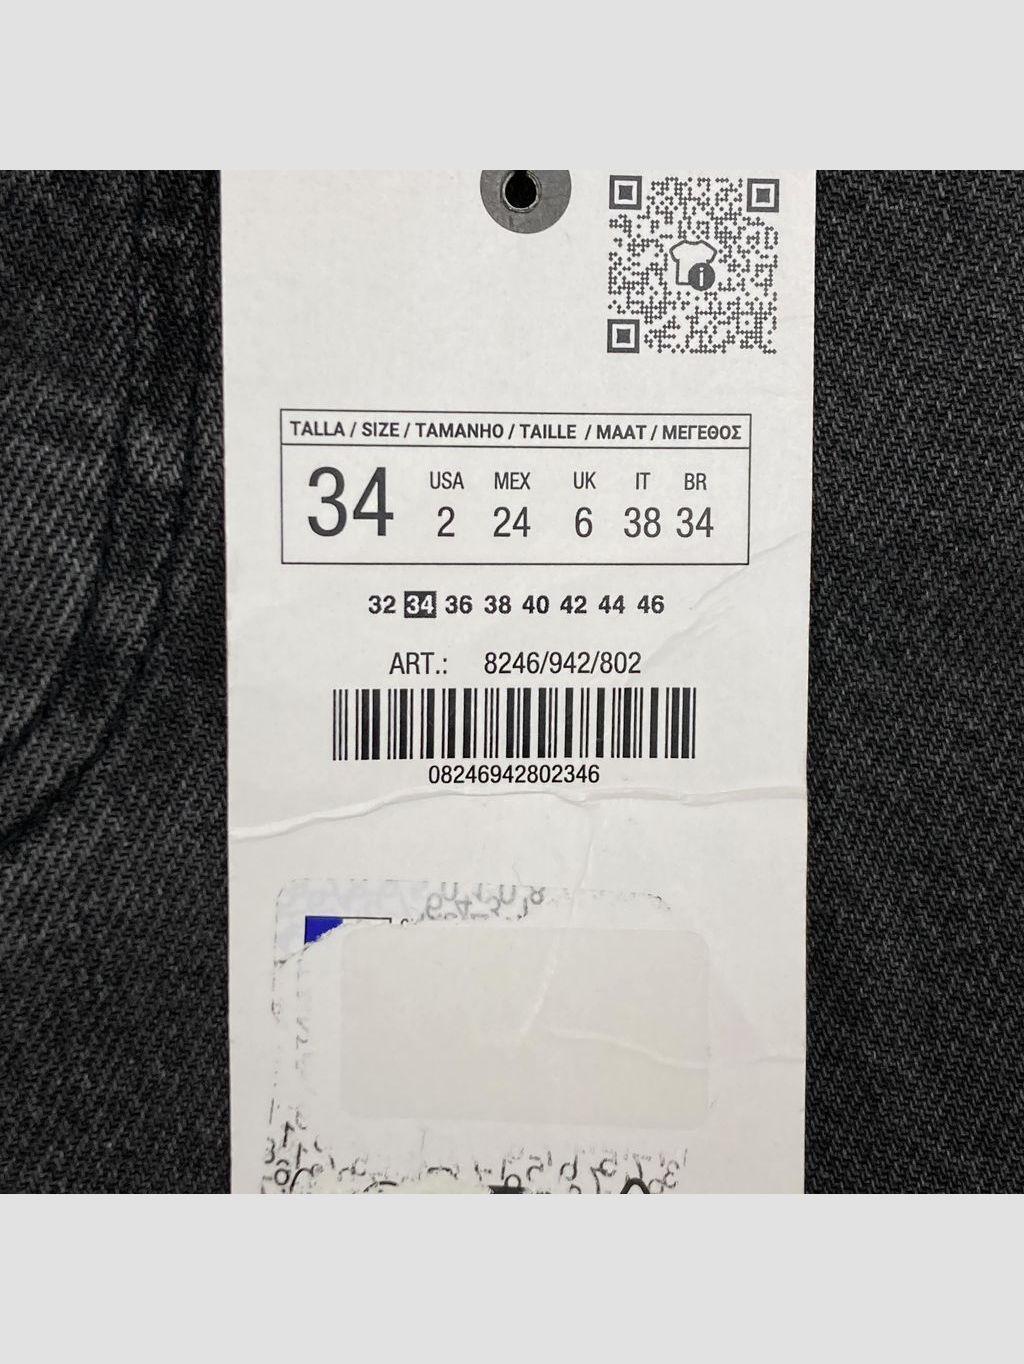 TALLA / SIZE / TAMANHO / TAILLE / MAAT / ΜΕΓΕΘΟΣ
34
USA MEX UK IT BR
2 24 6 38 34
32 34 36 38 40 42 44 46
ART.: 8246/942/802
08246942802346